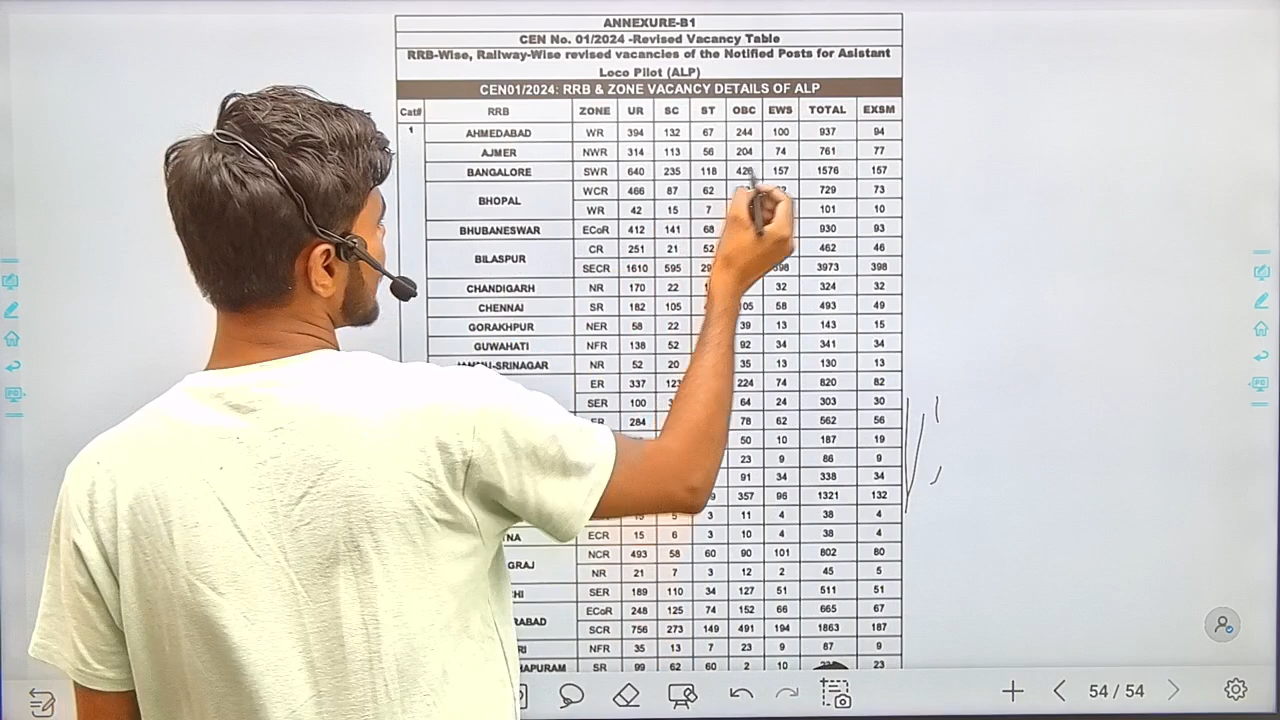 ANNEXURE-B1
CEN No. 01/2024 -Revised Vacancy Table
RRB-Wise, Railway-Wise revised vacancies of the Notified Posts for Asistant
Loco Pilot (ALP)
CEN01/2024: RRB & ZONE VACANCY DETAILS OF ALP
Cat# RRB ZONE UR SC ST OBC EWS TOTAL EXSM
1 AHMEDABAD WR 394 132 67 244 100 937 94
AJMER NWR 314 113 56 204 74 761 77
BANGALORE SWR 640 235 118 426 157 1576 157
BHOPAL WCR 466 87 62 729 73
WR 42 15 7 101 10
BHUBANESWAR ECoR 412 141 68 930 93
BILASPUR CR 251 21 52 462 46
SECR 1610 595 3973 398
CHANDIGARH NR 170 22 32 324 32
CHENNAI SR 182 105 58 493 49
GORAKHPUR NER 58 22 39 13 143 15
GUWAHATI NFR 138 52 92 34 341 34
JAMMU-SRINAGAR NR 52 20 35 13 130 13
ER 337 123 224 74 820 82
SER 100 64 24 303 30
ER 284 78 62 562 56
50 10 187 19
23 9 86 9
91 34 338 34
357 96 1321 132
15 5 3 11 4 38 4
ECR 15 6 3 10 4 38 4
NCR 493 58 60 90 101 802 80
NR 21 7 3 12 2 45 5
SER 189 110 34 127 51 511 51
ECoR 248 125 74 152 66 665 67
SCR 756 273 149 491 194 1863 187
NFR 35 13 7 23 9 87 9
SR 99 62 60 2 10 23
54 / 54